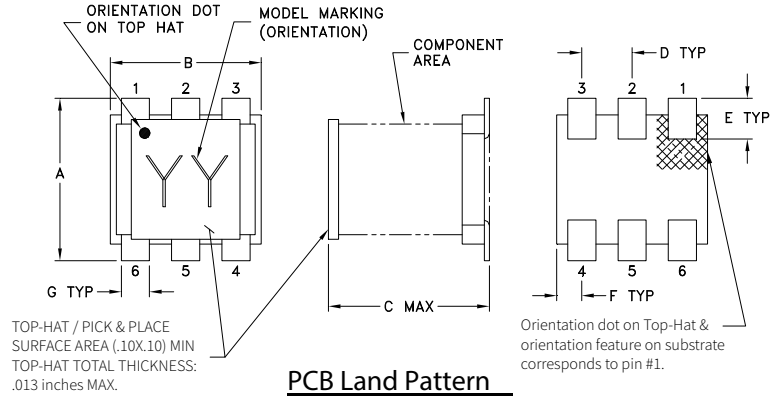 ORIENTATION DOT
ON TOP HAT
MODEL MARKING
(ORIENTATION)
B
1 2 3
A
YY
6 5 4
G TYP
TOP-HAT / PICK & PLACE
SURFACE AREA (.10X.10) MIN
TOP-HAT TOTAL THICKNESS:
.013 inches MAX.
COMPONENT
AREA
C MAX
D TYP
3 2 1
E TYP
4 5 6
F TYP
Orientation dot on Top-Hat &
orientation feature on substrate
corresponds to pin #1.
PCB Land Pattern